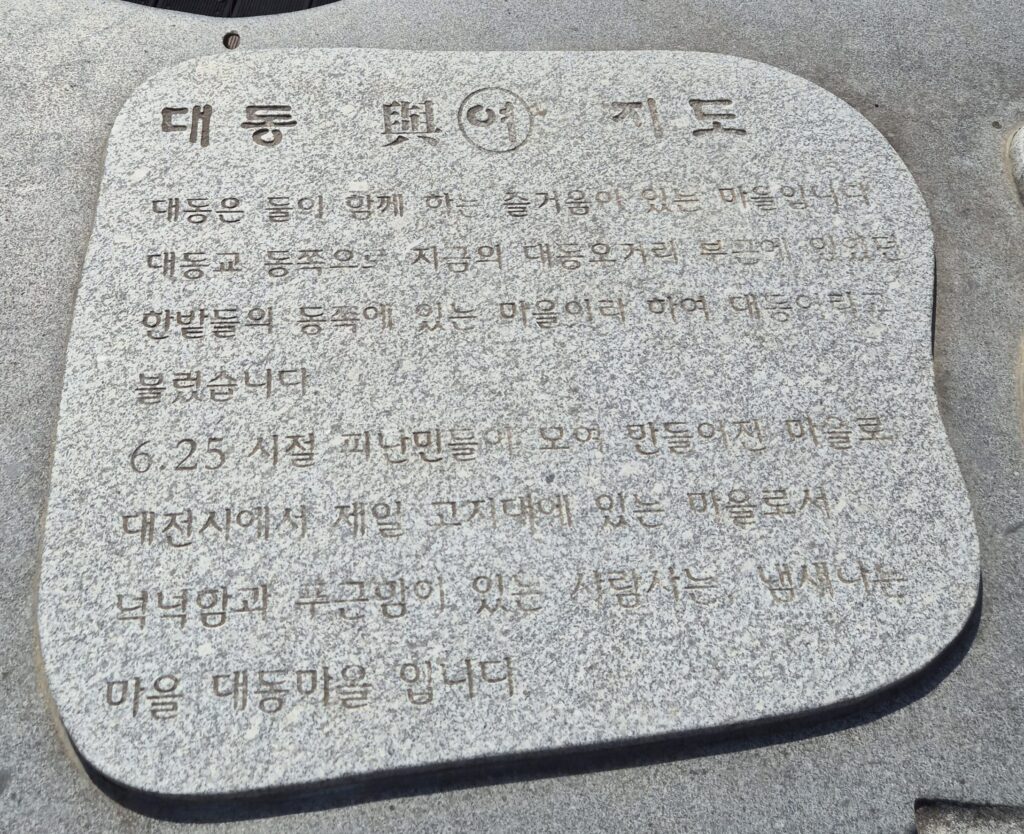 대동 與 여 지도
대동은 둘이 함께 하는 즐거움이 있는 마을입니다
대동교 동쪽으로 지금의 대동오거리 부근에 있었던
한밭들의 동쪽에 있는 마을이라 하여 대동이라고
불렀습니다.
6.25 시절 피난민들이 모여 만들어진 마을로
대전시에서 제일 고지대에 있는 마을로서
넉넉함과 푸근함이 있는 사람사는, 냄새나는
마을 대동마을 입니다.